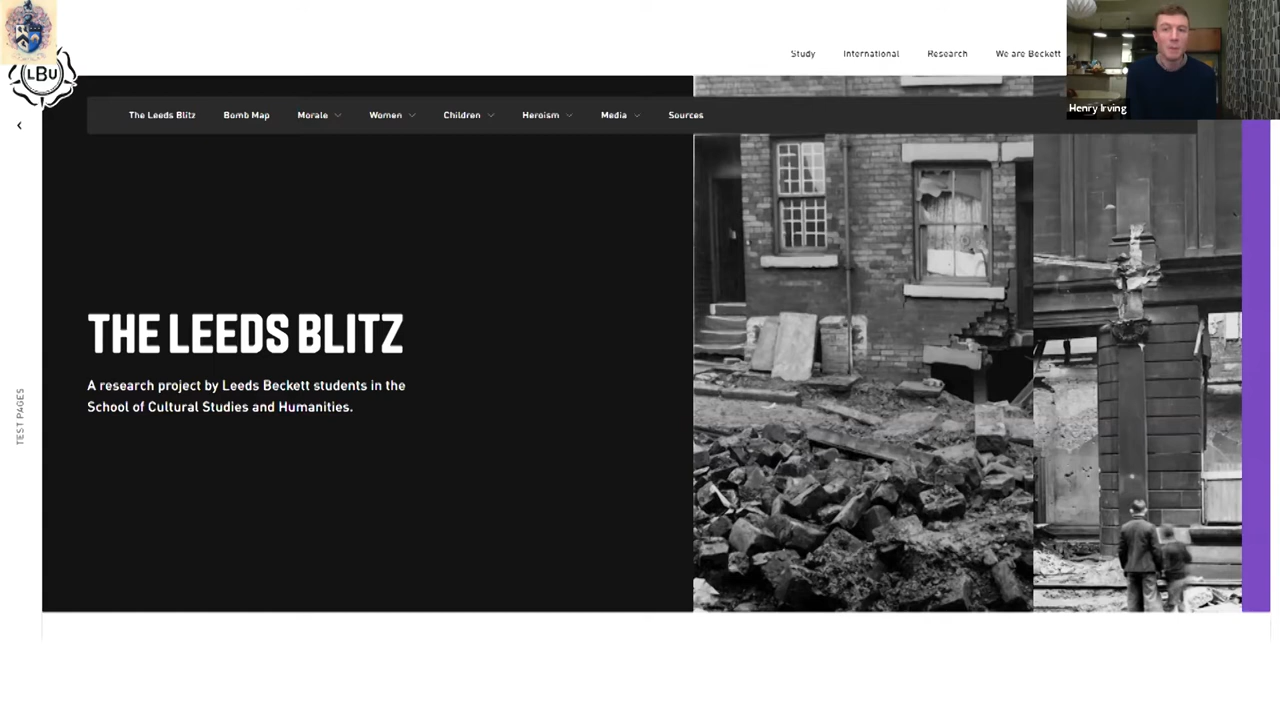 Study International Research We are Beckett
Henry Irving
LBU
The Leeds Blitz Bomb Map Morale Women Children Heroism Media Sources
THE LEEDS BLITZ
A research project by Leeds Beckett students in the
School of Cultural Studies and Humanities.
TEST PAGES